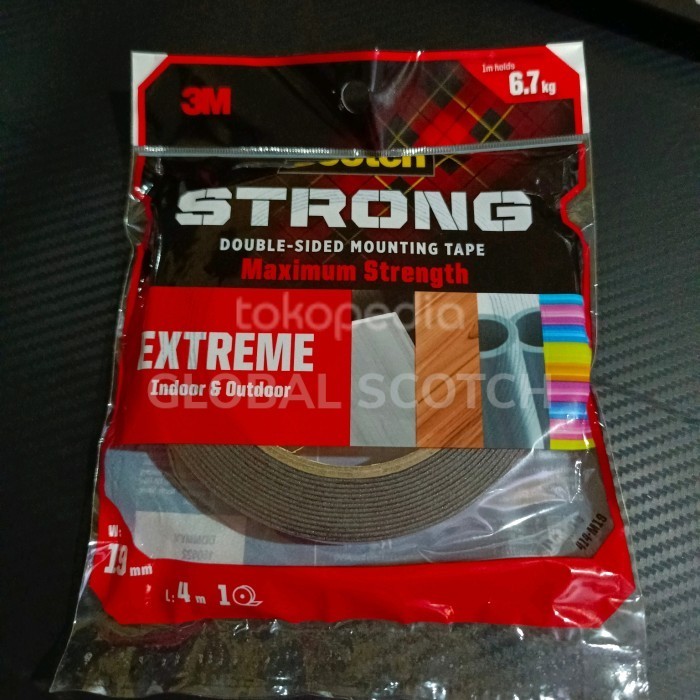 1m holds
6.7 kg
3M
Scotch
STRONG
DOUBLE-SIDED MOUNTING TAPE
Maximum Strength
tokopedia
EXTREME
Indoor & Outdoor
GLOBAL SCOTCH
W:
19 mm
L: 4 m 1